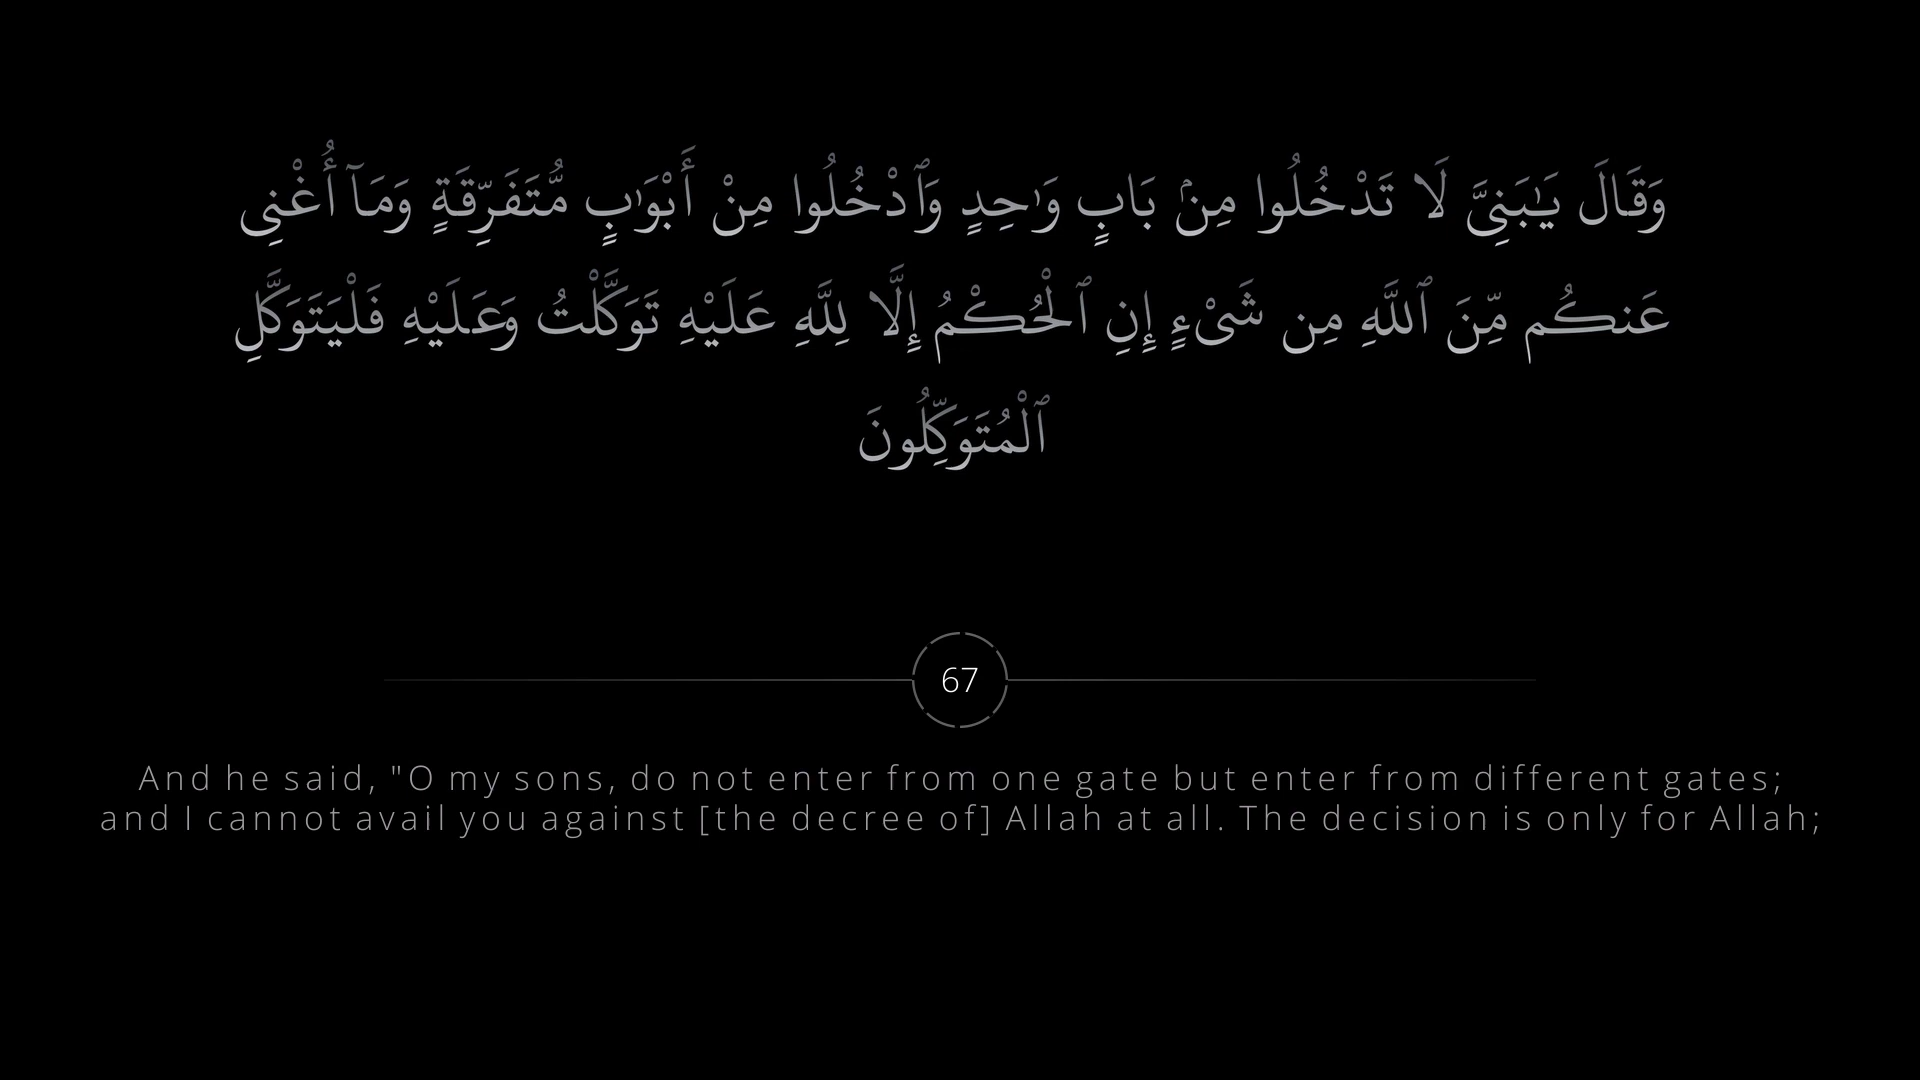 وَقَالَ يَـٰبَنِىَّ لَا تَدْخُلُوا مِنۢ بَابٍ وَٰحِدٍ وَٱدْخُلُوا مِنْ أَبْوَٰبٍ مُّتَفَرِّقَةٍ وَمَآ أُغْنِى
عَنكُم مِّنَ ٱللَّهِ مِن شَىْءٍ إِنِ ٱلْحُكْمُ إِلَّا لِلَّهِ عَلَيْهِ تَوَكَّلْتُ وَعَلَيْهِ فَلْيَتَوَكَّلِ
ٱلْمُتَوَكِّلُونَ
67
And he said, "O my sons, do not enter from one gate but enter from different gates;
and I cannot avail you against [the decree of] Allah at all. The decision is only for Allah;